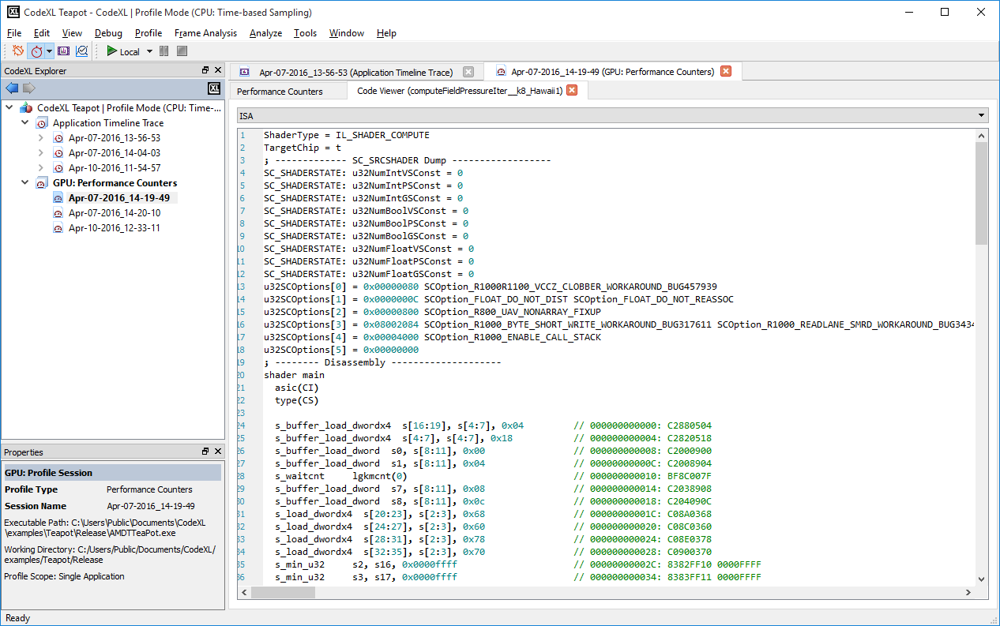 CodeXL Teapot - CodeXL | Profile Mode (CPU: Time-based Sampling)
File Edit View Debug Profile Frame Analysis Analyze Tools Window Help
Local
CodeXL Explorer
XL
CodeXL Teapot | Profile Mode (CPU: Time-...
Application Timeline Trace
Apr-07-2016_13-56-53
Apr-07-2016_14-04-03
Apr-10-2016_11-54-57
GPU: Performance Counters
Apr-07-2016_14-19-49
Apr-07-2016_14-20-10
Apr-10-2016_12-33-11
Properties
GPU: Profile Session
Profile Type Performance Counters
Session Name Apr-07-2016_14-19-49
Executable Path: C:\Users\Public\Documents\CodeXL
\examples\Teapot\Release\AMDTTeaPot.exe
Working Directory: C:/Users/Public/Documents/CodeXL/
examples/Teapot/Release
Profile Scope: Single Application
Apr-07-2016_13-56-53 (Application Timeline Trace) Apr-07-2016_14-19-49 (GPU: Performance Counters)
Performance Counters Code Viewer (computeFieldPressureIter__k8_Hawaii1)
ISA
1 ShaderType = IL_SHADER_COMPUTE
2 TargetChip = t
3 ; ------------- SC_SRCSHADER Dump ------------------
4 SC_SHADERSTATE: u32NumIntVSConst = 0
5 SC_SHADERSTATE: u32NumIntPSConst = 0
6 SC_SHADERSTATE: u32NumIntGSConst = 0
7 SC_SHADERSTATE: u32NumBoolVSConst = 0
8 SC_SHADERSTATE: u32NumBoolPSConst = 0
9 SC_SHADERSTATE: u32NumBoolGSConst = 0
10 SC_SHADERSTATE: u32NumFloatVSConst = 0
11 SC_SHADERSTATE: u32NumFloatPSConst = 0
12 SC_SHADERSTATE: u32NumFloatGSConst = 0
13 u32SCOptions[0] = 0x00000080 SCOption_R1000R1100_VCCZ_CLOBBER_WORKAROUND_BUG457939
14 u32SCOptions[1] = 0x0000000C SCOption_FLOAT_DO_NOT_DIST SCOption_FLOAT_DO_NOT_REASSOC
15 u32SCOptions[2] = 0x00000800 SCOption_R800_UAV_NONARRAY_FIXUP
16 u32SCOptions[3] = 0x08002084 SCOption_R1000_BYTE_SHORT_WRITE_WORKAROUND_BUG317611 SCOption_R1000_READLANE_SMRD_WORKAROUND_BUG3434
17 u32SCOptions[4] = 0x00004000 SCOption_R1000_ENABLE_CALL_STACK
18 u32SCOptions[5] = 0x00000000
19 ; -------- Disassembly --------------------
20 shader main
21 asic(CI)
22 type(CS)
23
24 s_buffer_load_dwordx4 s[16:19], s[4:7], 0x04 // 000000000000: C2880504
25 s_buffer_load_dwordx4 s[4:7], s[4:7], 0x18 // 000000000004: C2820518
26 s_buffer_load_dword s0, s[8:11], 0x00 // 000000000008: C2000900
27 s_buffer_load_dword s1, s[8:11], 0x04 // 00000000000C: C2008904
28 s_waitcnt lgkmcnt(0) // 000000000010: BF8C007F
29 s_buffer_load_dword s7, s[8:11], 0x08 // 000000000014: C2038908
30 s_buffer_load_dword s8, s[8:11], 0x0c // 000000000018: C204090C
31 s_load_dwordx4 s[20:23], s[2:3], 0x68 // 00000000001C: C08A0368
32 s_load_dwordx4 s[24:27], s[2:3], 0x60 // 000000000020: C08C0360
33 s_load_dwordx4 s[28:31], s[2:3], 0x78 // 000000000024: C08E0378
34 s_load_dwordx4 s[32:35], s[2:3], 0x70 // 000000000028: C0900370
35 s_min_u32 s2, s16, 0x0000ffff // 00000000002C: 8382FF10 0000FFFF
36 s_min_u32 s3, s17, 0x0000ffff // 000000000034: 8383FF11 0000FFFF
Ready